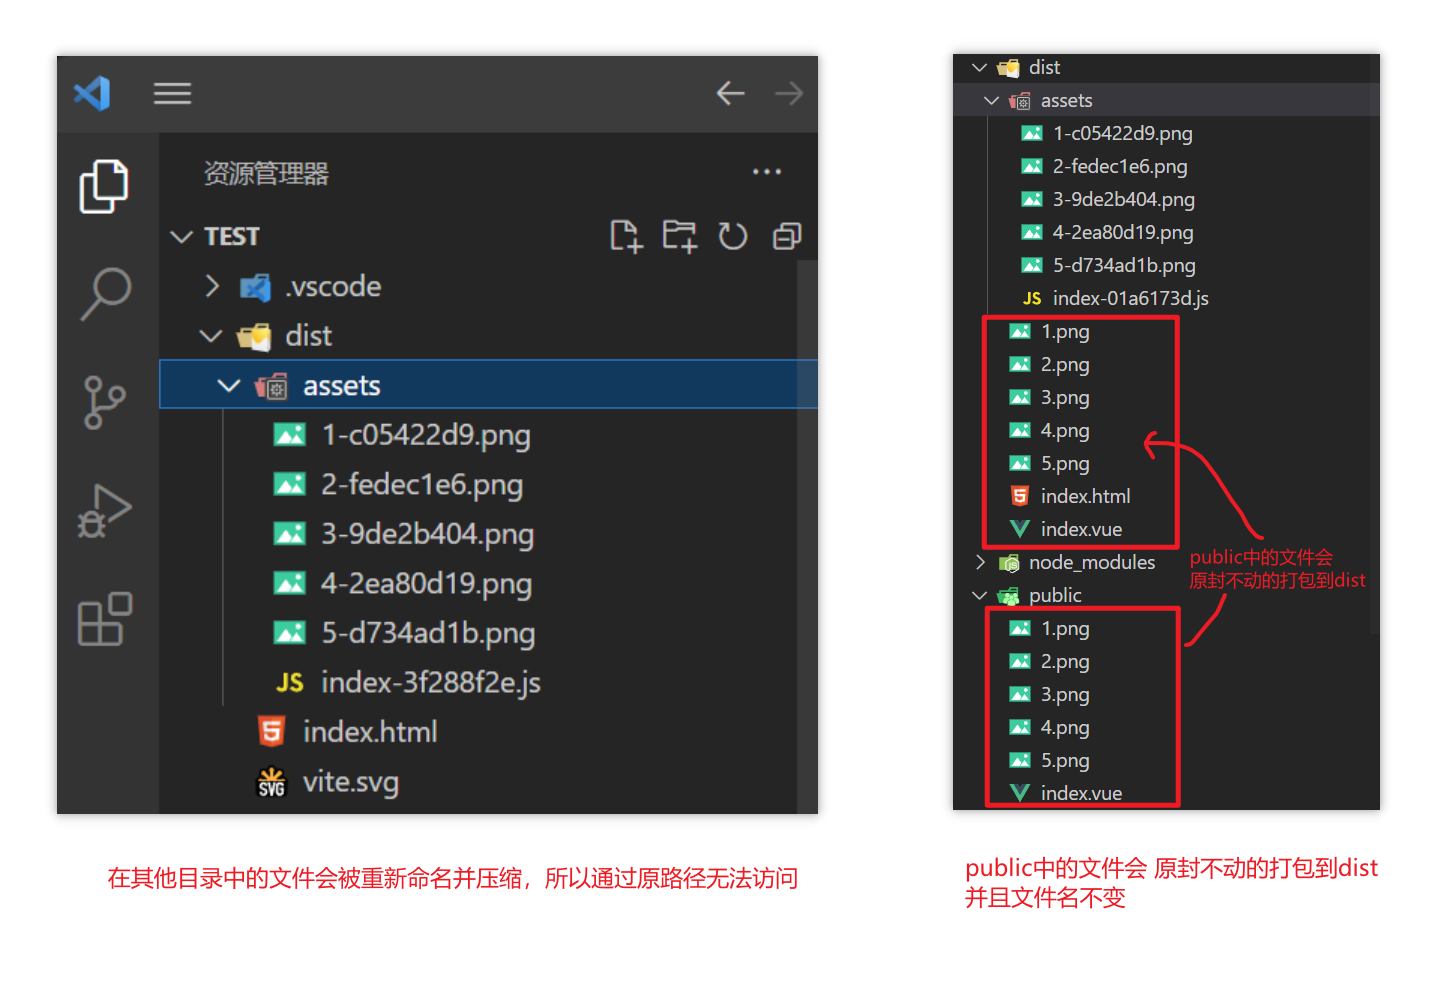 资源管理器
TEST
.vscode
dist
assets
1-c05422d9.png
2-fedec1e6.png
3-9de2b404.png
4-2ea80d19.png
5-d734ad1b.png
JS index-3f288f2e.js
index.html
SVG vite.svg
在其他目录中的文件会被重新命名并压缩，所以通过原路径无法访问
dist
assets
1-c05422d9.png
2-fedec1e6.png
3-9de2b404.png
4-2ea80d19.png
5-d734ad1b.png
JS index-01a6173d.js
1.png
2.png
3.png
4.png
5.png
index.html
index.vue
node_modules
public
1.png
2.png
3.png
4.png
5.png
index.vue
public中的文件会
原封不动的打包到dist
public中的文件会 原封不动的打包到dist
并且文件名不变